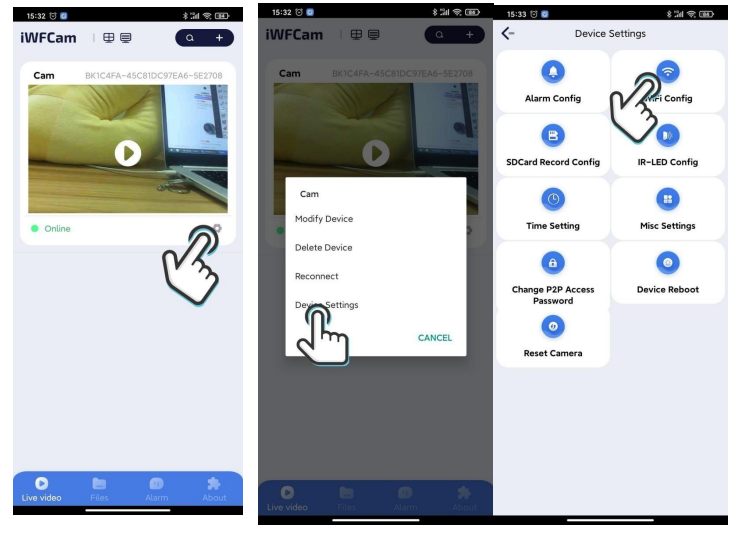 15:32
84
iWFCam
Cam
BK1C4FA-45C81DC97EA6-5E2708
Online
Live video
Files
Alarm
About
15:32
84
iWFCam
Cam
BK1C4FA-45C81DC97EA6-5E2708
Cam
Modify Device
Delete Device
Reconnect
Device Settings
CANCEL
Live video
Files
Alarm
About
15:33
84
Device Settings
Alarm Config
WiFi Config
SDCard Record Config
IR-LED Config
Time Setting
Misc Settings
Change P2P Access
Password
Device Reboot
Reset Camera